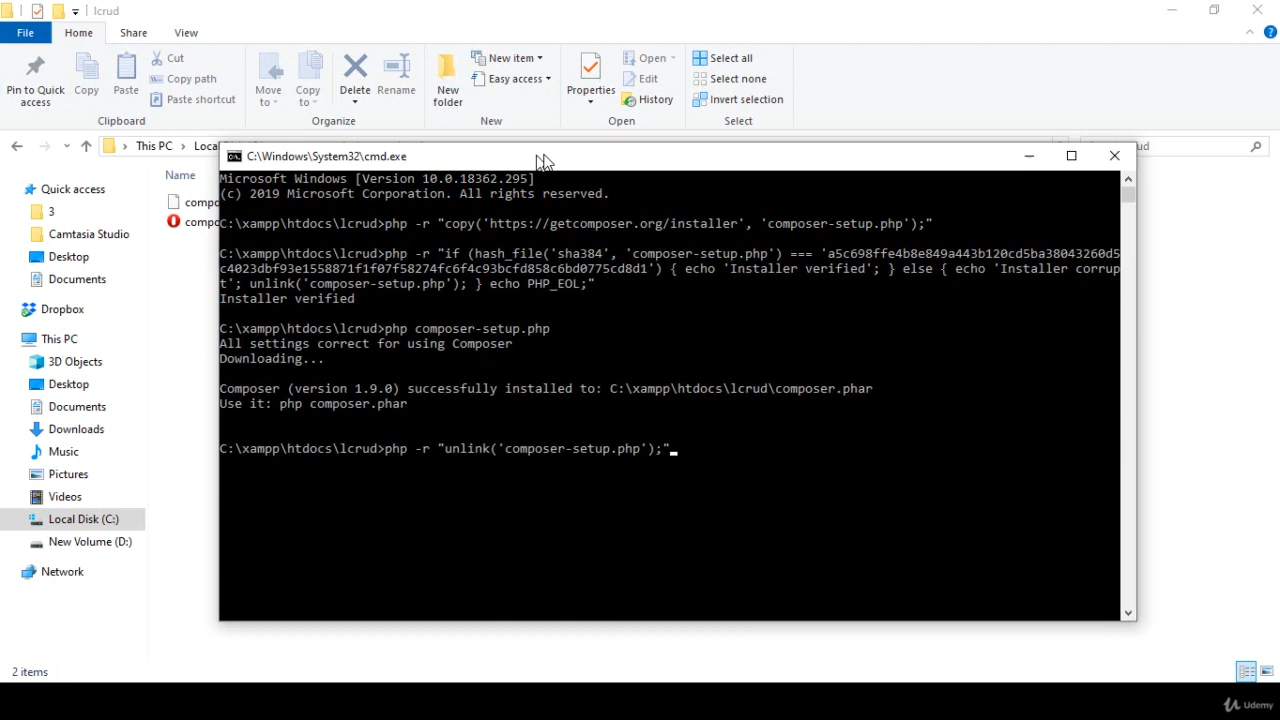 lcrud
File
Home
Share
View
Pin to Quick access
Copy
Paste
Cut
Copy path
Paste shortcut
Clipboard
Move to
Copy to
Delete
Rename
Organize
New folder
New item
Easy access
New
Properties
Open
Edit
History
Open
Select all
Select none
Invert selection
Select
This PC
Name
Quick access
3
Camtasia Studio
Desktop
Documents
Dropbox
This PC
3D Objects
Desktop
Documents
Downloads
Music
Pictures
Videos
Local Disk (C:)
New Volume (D:)
Network
2 items
C:\Windows\System32\cmd.exe
Microsoft Windows [Version 10.0.18362.295]
(c) 2019 Microsoft Corporation. All rights reserved.
C:\xampp\htdocs\lcrud>php -r "copy('https://getcomposer.org/installer', 'composer-setup.php');"
C:\xampp\htdocs\lcrud>php -r "if (hash_file('sha384', 'composer-setup.php') === 'a5c698ffe4b8e849a443b120cd5ba38043260d5
c4023dbf93e1558871f1f07f58274fc6f4c93bcfd858c6bd0775cd8d1') { echo 'Installer verified'; } else { echo 'Installer corrup
t'; unlink('composer-setup.php'); } echo PHP_EOL;"
Installer verified
C:\xampp\htdocs\lcrud>php composer-setup.php
All settings correct for using Composer
Downloading...
Composer (version 1.9.0) successfully installed to: C:\xampp\htdocs\lcrud\composer.phar
Use it: php composer.phar
C:\xampp\htdocs\lcrud>php -r "unlink('composer-setup.php');"
Udemy